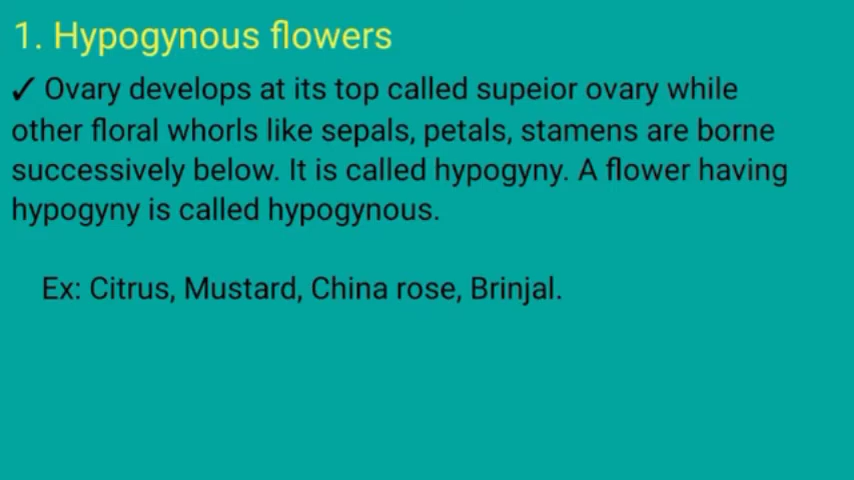 1. Hypogynous flowers
✓ Ovary develops at its top called supeior ovary while
other floral whorls like sepals, petals, stamens are borne
successively below. It is called hypogyny. A flower having
hypogyny is called hypogynous.
Ex: Citrus, Mustard, China rose, Brinjal.